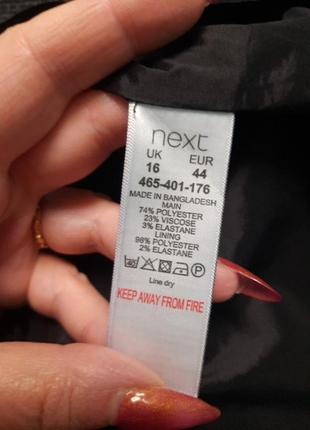 next
UK EUR
16 44
465-401-176
MADE IN BANGLADESH
MAIN
74% POLYESTER
23% VISCOSE
3% ELASTANE
LINING
98% POLYESTER
2% ELASTANE
40 P
Line dry
KEEP AWAY FROM FIRE